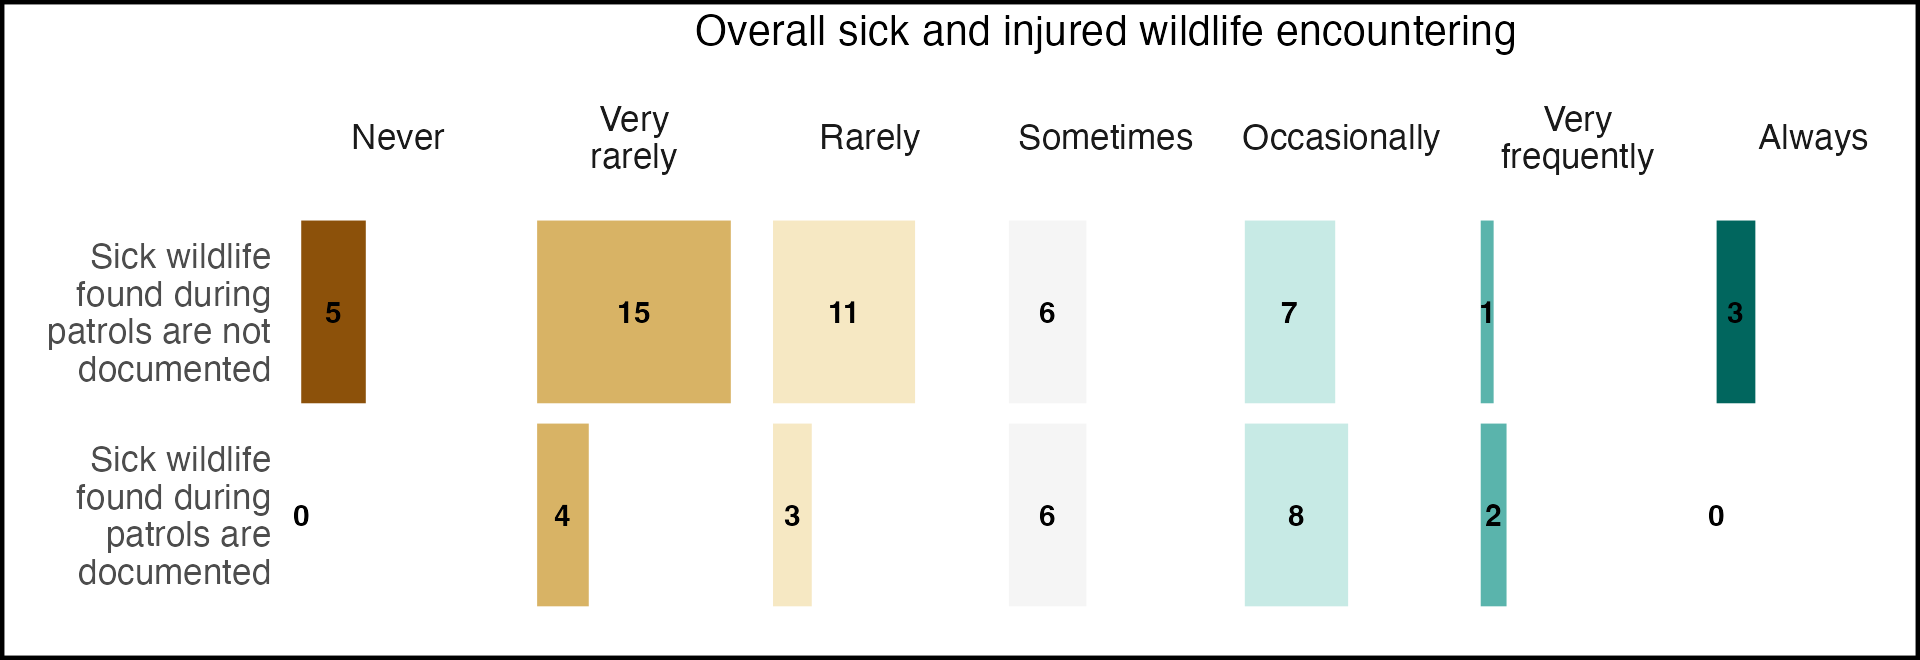 Overall sick and injured wildlife encountering
Never
Very
rarely
Rarely
Sometimes
Occasionally
Very
frequently
Always
Sick wildlife
found during
patrols are not
documented
5
15
11
6
7
1
3
Sick wildlife
found during
patrols are
documented
0
4
3
6
8
2
0